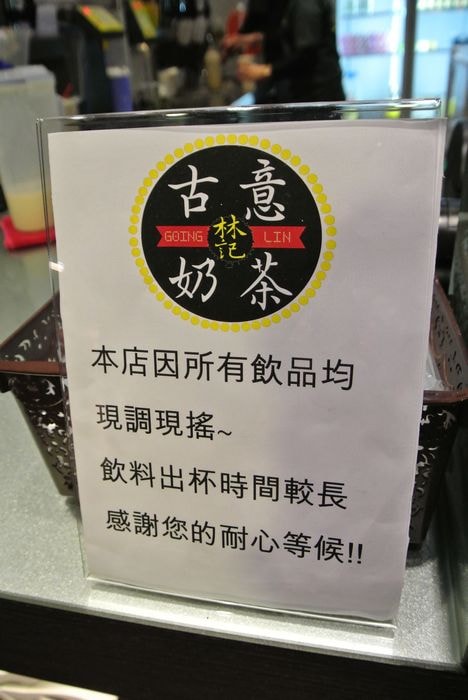 古意
GOING 林記 LIN
奶茶
本店因所有飲品均
現調現搖~
飲料出杯時間較長
感謝您的耐心等候!!